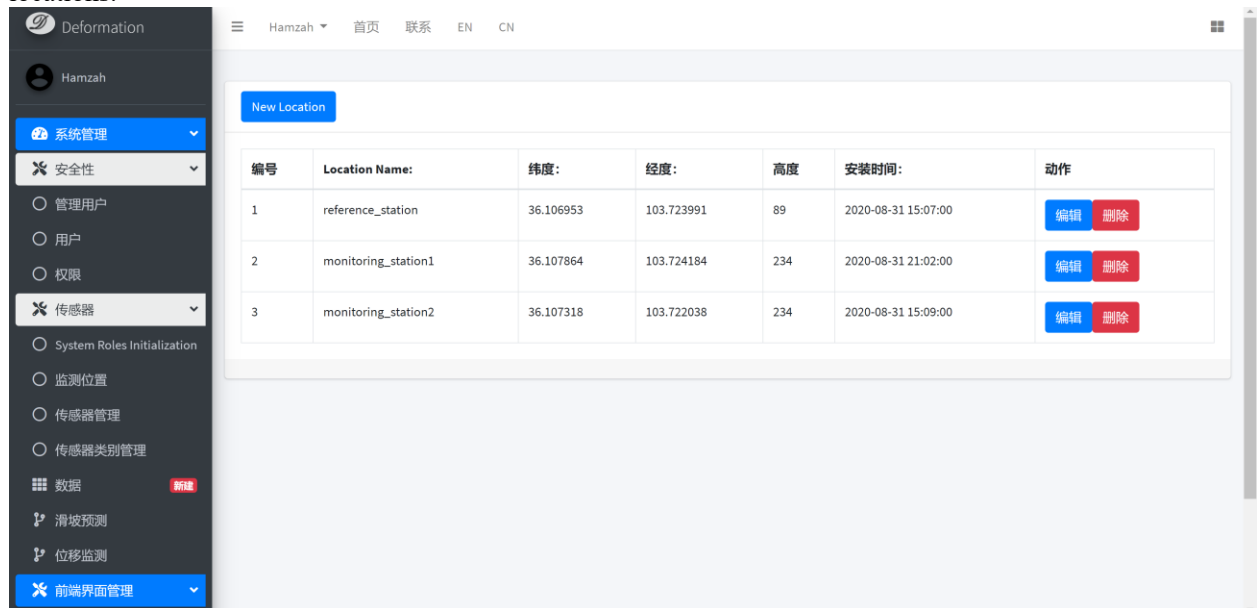 Deformation
Hamzah 首页 联系 EN CN
Hamzah
New Location
系统管理
安全性
管理用户
用户
权限
传感器
System Roles Initialization
监测位置
传感器管理
传感器类别管理
数据 新建
滑坡预测
位移监测
前端界面管理
编号 Location Name: 纬度: 经度: 高度 安装时间: 动作
1 reference_station 36.106953 103.723991 89 2020-08-31 15:07:00 编辑 删除
2 monitoring_station1 36.107864 103.724184 234 2020-08-31 21:02:00 编辑 删除
3 monitoring_station2 36.107318 103.722038 234 2020-08-31 15:09:00 编辑 删除